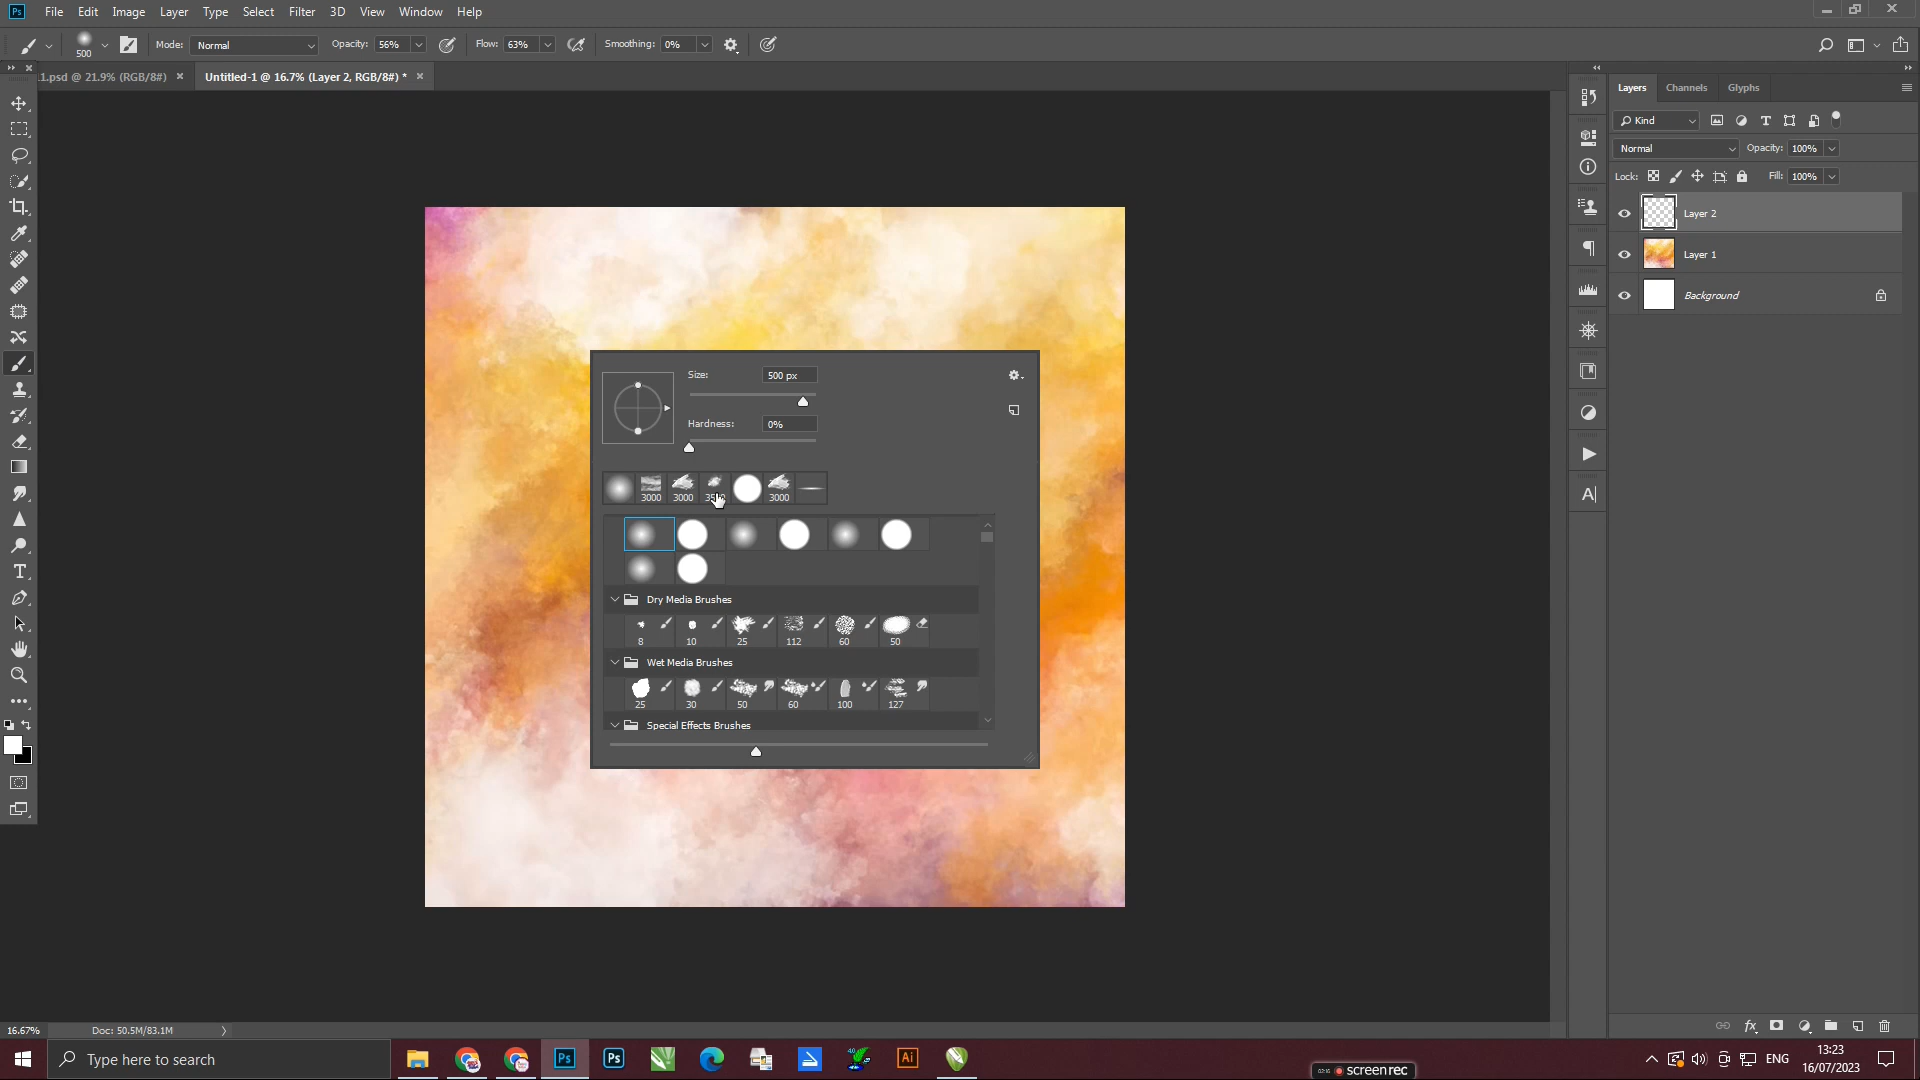 Ps File Edit Image Layer Type Select Filter 3D View Window Help
500 Mode: Normal Opacity: 56% Flow: 63% Smoothing: 0%
1.psd @ 21.9% (RGB/8#) × Untitled-1 @ 16.7% (Layer 2, RGB/8#) * ×
Layers Channels Glyphs
Kind
Normal Opacity: 100%
Lock: Fill: 100%
Layer 2
Layer 1
Background
Size: 500 px
Hardness: 0%
3000 3000 3000
Dry Media Brushes
8 10 25 112 60 50
Wet Media Brushes
25 30 50 60 100 127
Special Effects Brushes
16.67% Doc: 50.5M/83.1M
Type here to search
Ps Ps Ai
02:16 screenrec
ENG 13:23
16/07/2023